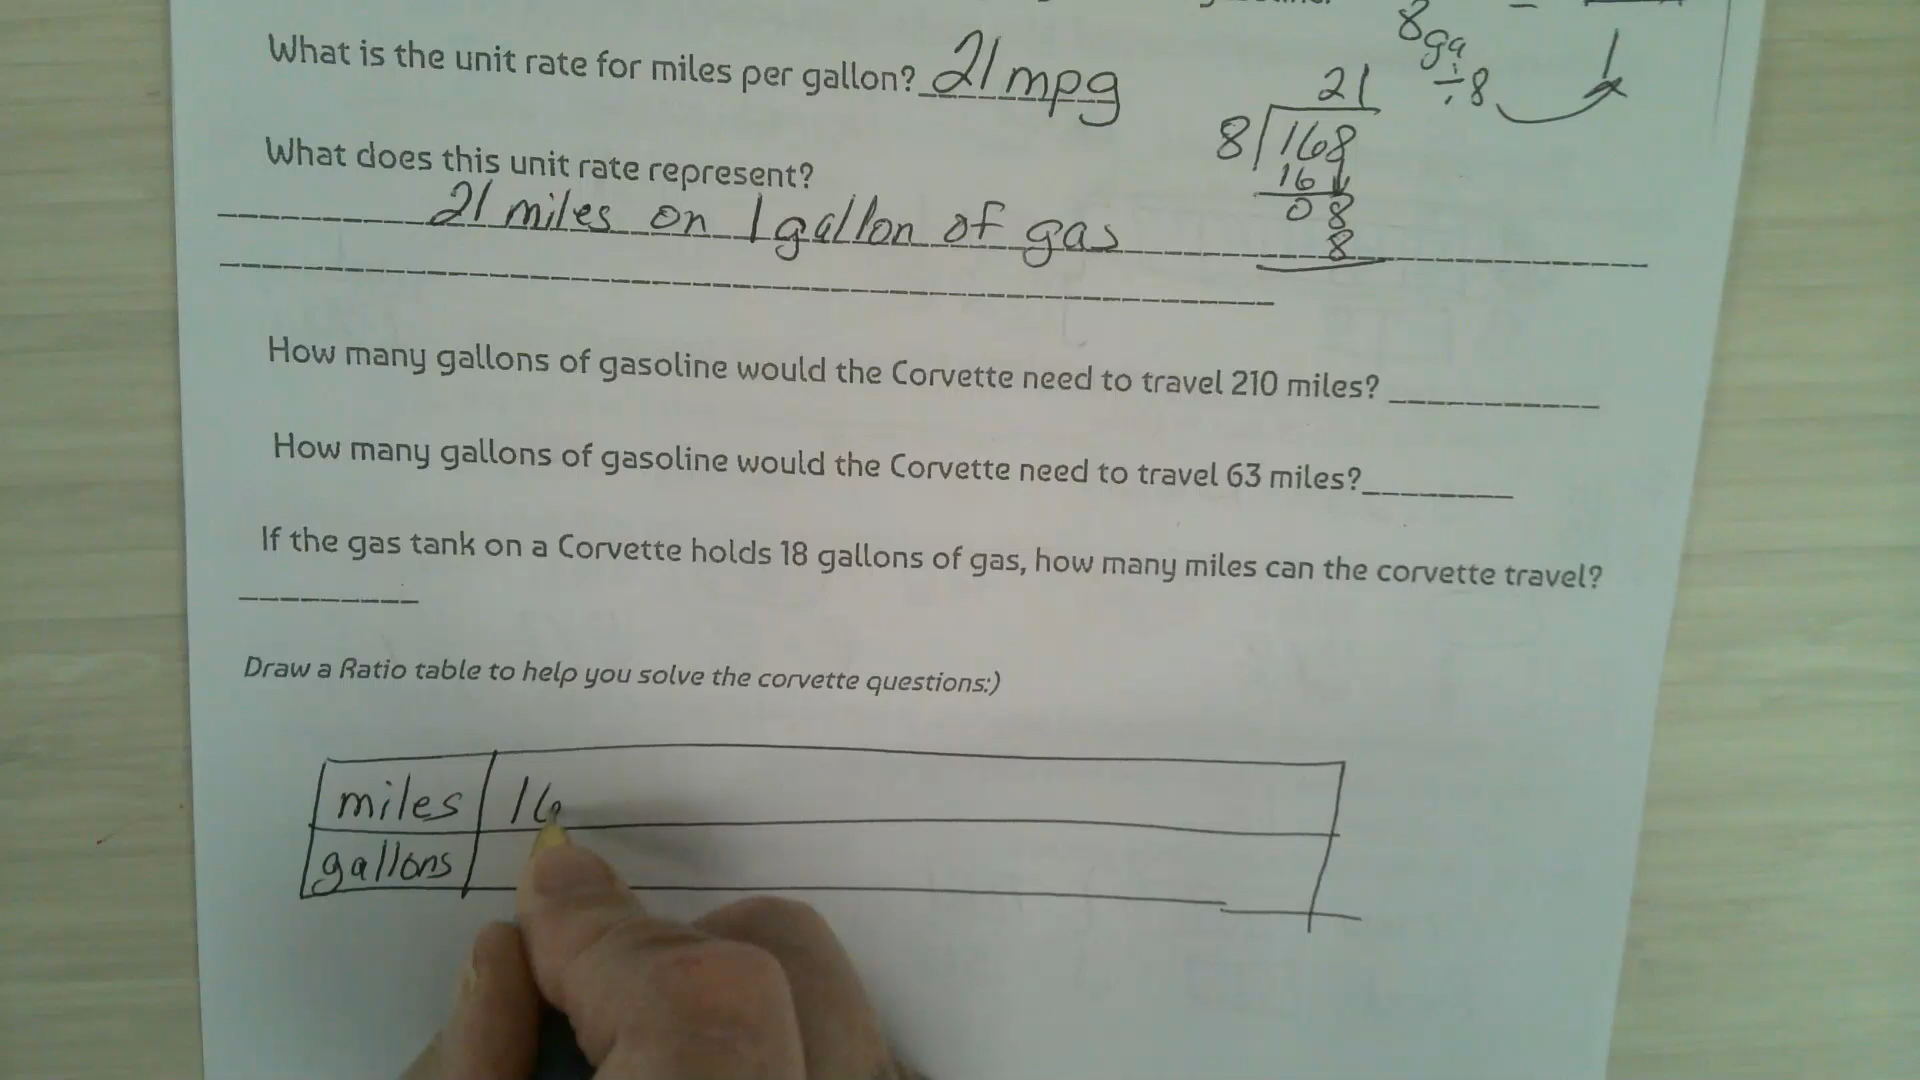 8ga
÷8
1
What is the unit rate for miles per gallon? 21 mpg
21
8 168
16
08
8
What does this unit rate represent?
21 miles on 1 gallon of gas
How many gallons of gasoline would the Corvette need to travel 210 miles? ___________
How many gallons of gasoline would the Corvette need to travel 63 miles?________
If the gas tank on a Corvette holds 18 gallons of gas, how many miles can the corvette travel?
_________
Draw a Ratio table to help you solve the corvette questions:)
miles 16
gallons